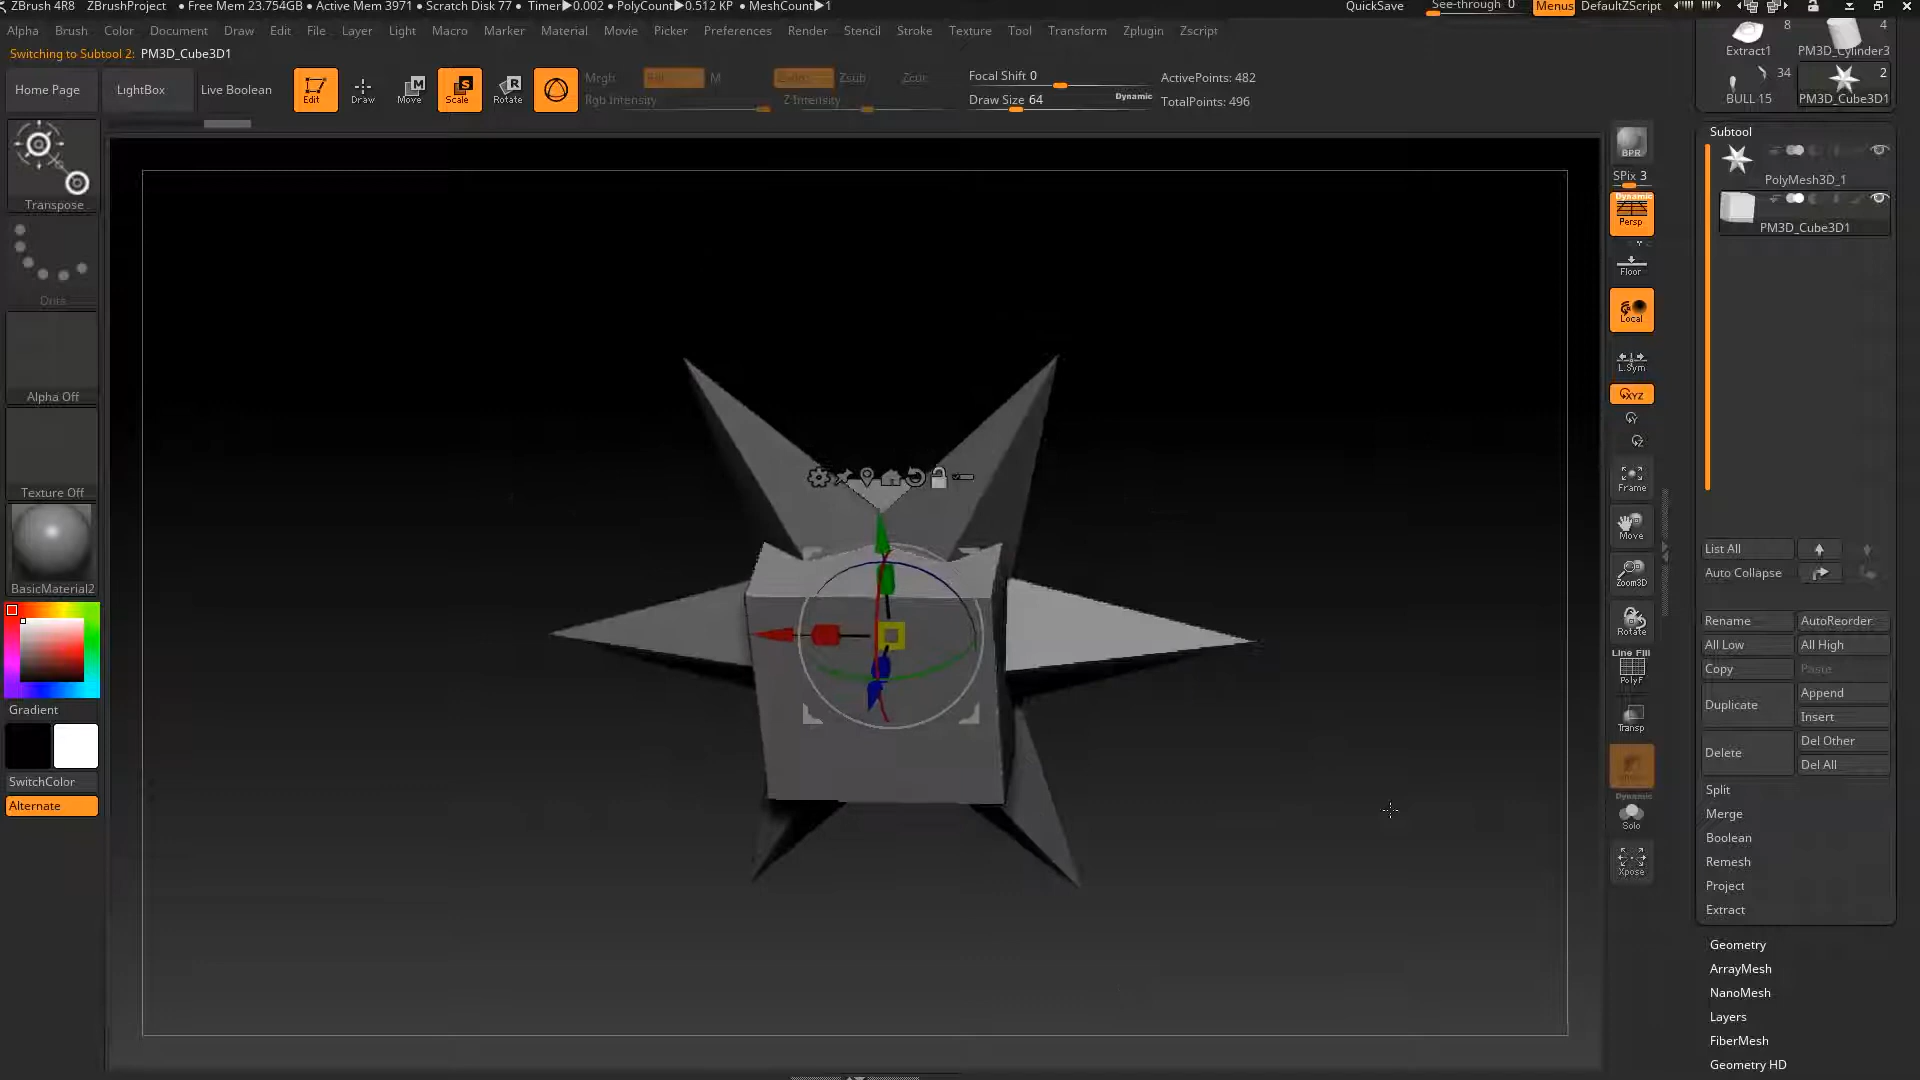 ZBrush 4R8 ZBrushProject • Free Mem 23.754GB • Active Mem 3971 • Scratch Disk 77 • Timer▶0.002 • PolyCount▶0.512 KP • MeshCount▶1 QuickSave See-through 0 Menus DefaultZScript
Alpha Brush Color Document Draw Edit File Layer Light Macro Marker Material Movie Picker Preferences Render Stencil Stroke Texture Tool Transform Zplugin Zscript
Switching to Subtool 2: PM3D_Cube3D1
Home Page LightBox Live Boolean Edit Draw Move Scale Rotate
Mrgb M Zsub Zcut
Rgb Intensity Z Intensity
Focal Shift 0
Draw Size 64 Dynamic
ActivePoints: 482
TotalPoints: 496
8 4
Extract1 PM3D_Cylinder3
34 2
BULL 15 PM3D_Cube3D1
Transpose
Dots
Alpha Off
Texture Off
BasicMaterial2
Gradient
SwitchColor
Alternate
BPR
SPix 3
Dynamic
Persp
Floor
Local
L.Sym
XYZ
Y
Z
Frame
Move
Zoom3D
Rotate
Line Fill
PolyF
Transp
Dynamic
Solo
Xpose
Subtool
PolyMesh3D_1
PM3D_Cube3D1
List All
Auto Collapse
Rename AutoReorder
All Low All High
Copy Paste
Duplicate Append
Insert
Delete Del Other
Del All
Split
Merge
Boolean
Remesh
Project
Extract
Geometry
ArrayMesh
NanoMesh
Layers
FiberMesh
Geometry HD